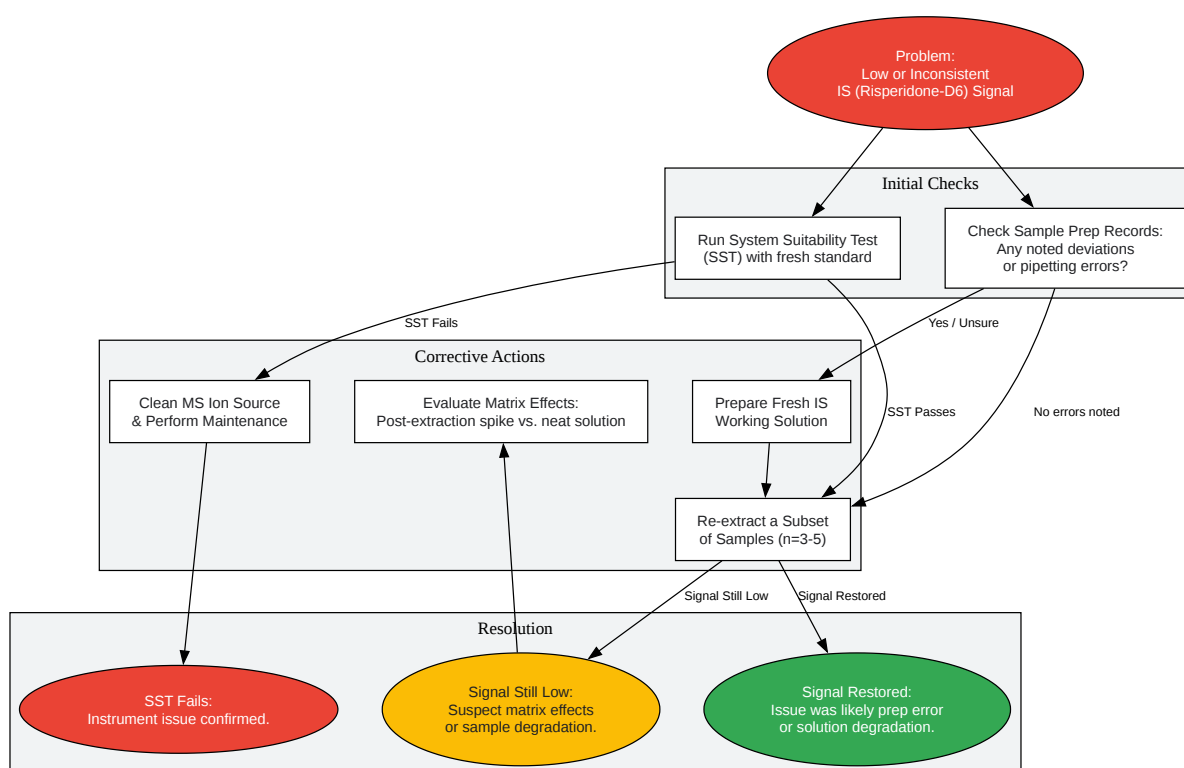 Problem:
Low or Inconsistent
IS (Risperidone-D6) Signal
Initial Checks
Run System Suitability Test
(SST) with fresh standard
Check Sample Prep Records:
Any noted deviations
or pipetting errors?
SST Fails
Yes / Unsure
Corrective Actions
Clean MS Ion Source
& Perform Maintenance
Evaluate Matrix Effects:
Post-extraction spike vs. neat solution
Prepare Fresh IS
Working Solution
SST Passes
No errors noted
Re-extract a Subset
of Samples (n=3-5)
Signal Still Low
Signal Restored
Resolution
SST Fails:
Instrument issue confirmed.
Signal Still Low:
Suspect matrix effects
or sample degradation.
Signal Restored:
Issue was likely prep error
or solution degradation.